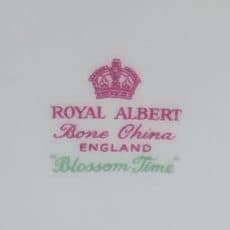 ROYAL ALBERT
Bone China
ENGLAND
"Blossom Time"